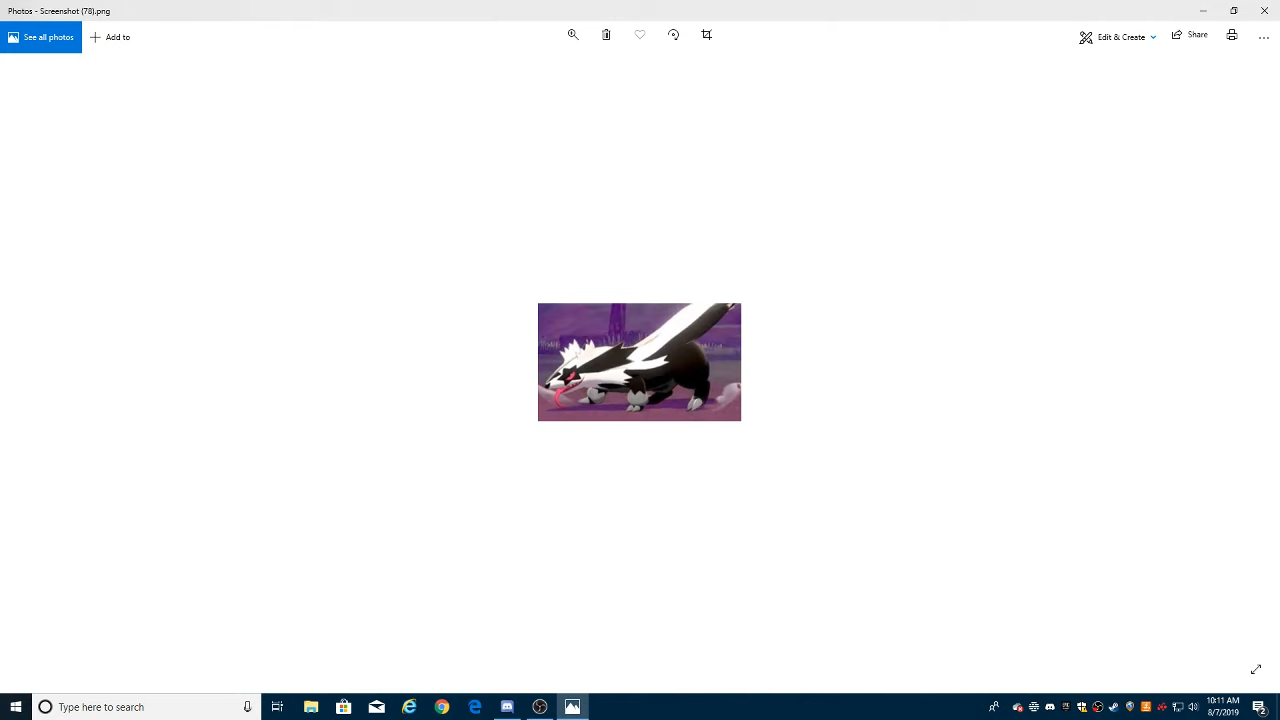 Photos - Screenshot (78).png
See all photos
Add to
Edit & Create
Share
Type here to search
10:11 AM
8/7/2019
2